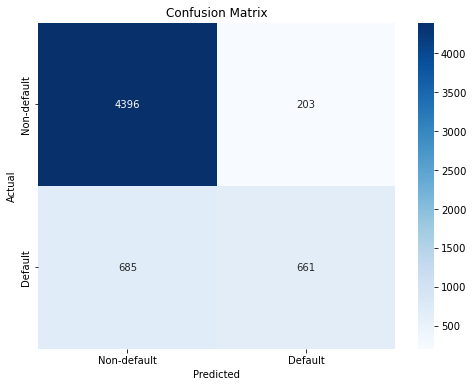 Confusion Matrix
Non-default
4396
203
Default
685
661
Actual
Non-default
Default
Predicted
4000
3500
3000
2500
2000
1500
1000
500